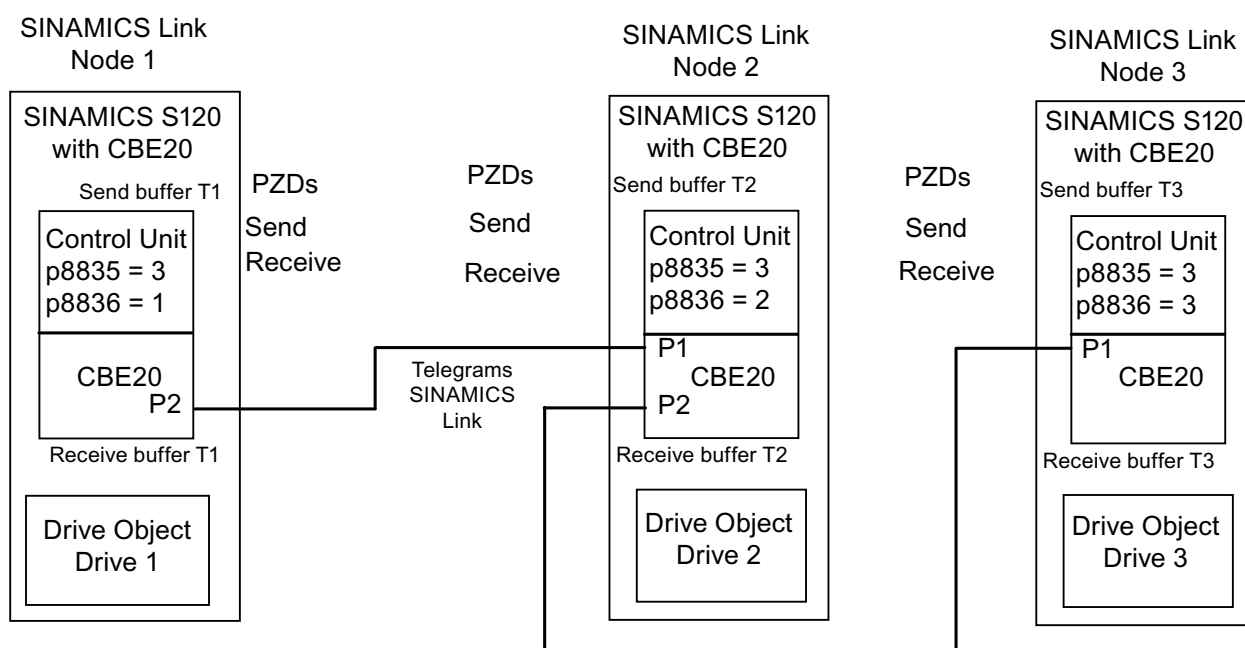 SINAMICS Link
Node 1
SINAMICS S120
with CBE20
Send buffer T1
Control Unit
p8835 = 3
p8836 = 1
CBE20
P2
Receive buffer T1
Drive Object
Drive 1
PZDs
Send
Receive
Telegrams
SINAMICS
Link
PZDs
Send
Receive
SINAMICS Link
Node 2
SINAMICS S120
with CBE20
Send buffer T2
Control Unit
p8835 = 3
p8836 = 2
P1
CBE20
P2
Receive buffer T2
Drive Object
Drive 2
PZDs
Send
Receive
SINAMICS Link
Node 3
SINAMICS S120
with CBE20
Send buffer T3
Control Unit
p8835 = 3
p8836 = 3
P1
CBE20
Receive buffer T3
Drive Object
Drive 3